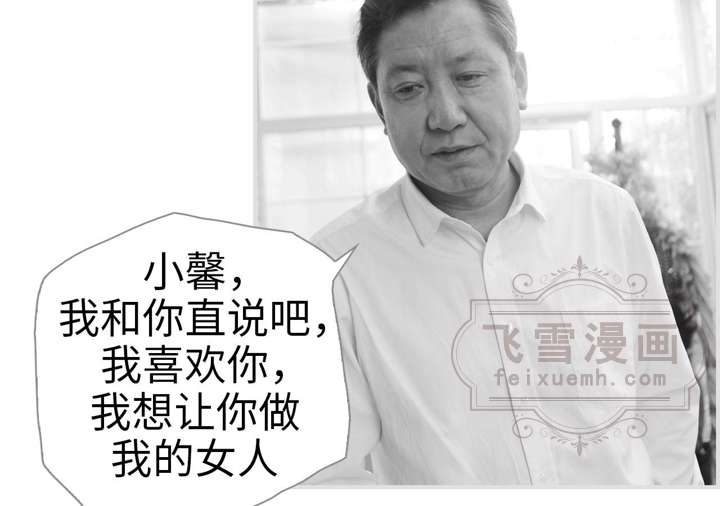 小馨，
我和你直说吧，
我喜欢你，
我想让你做
我的女人
飞雪漫画
feixuemh.com